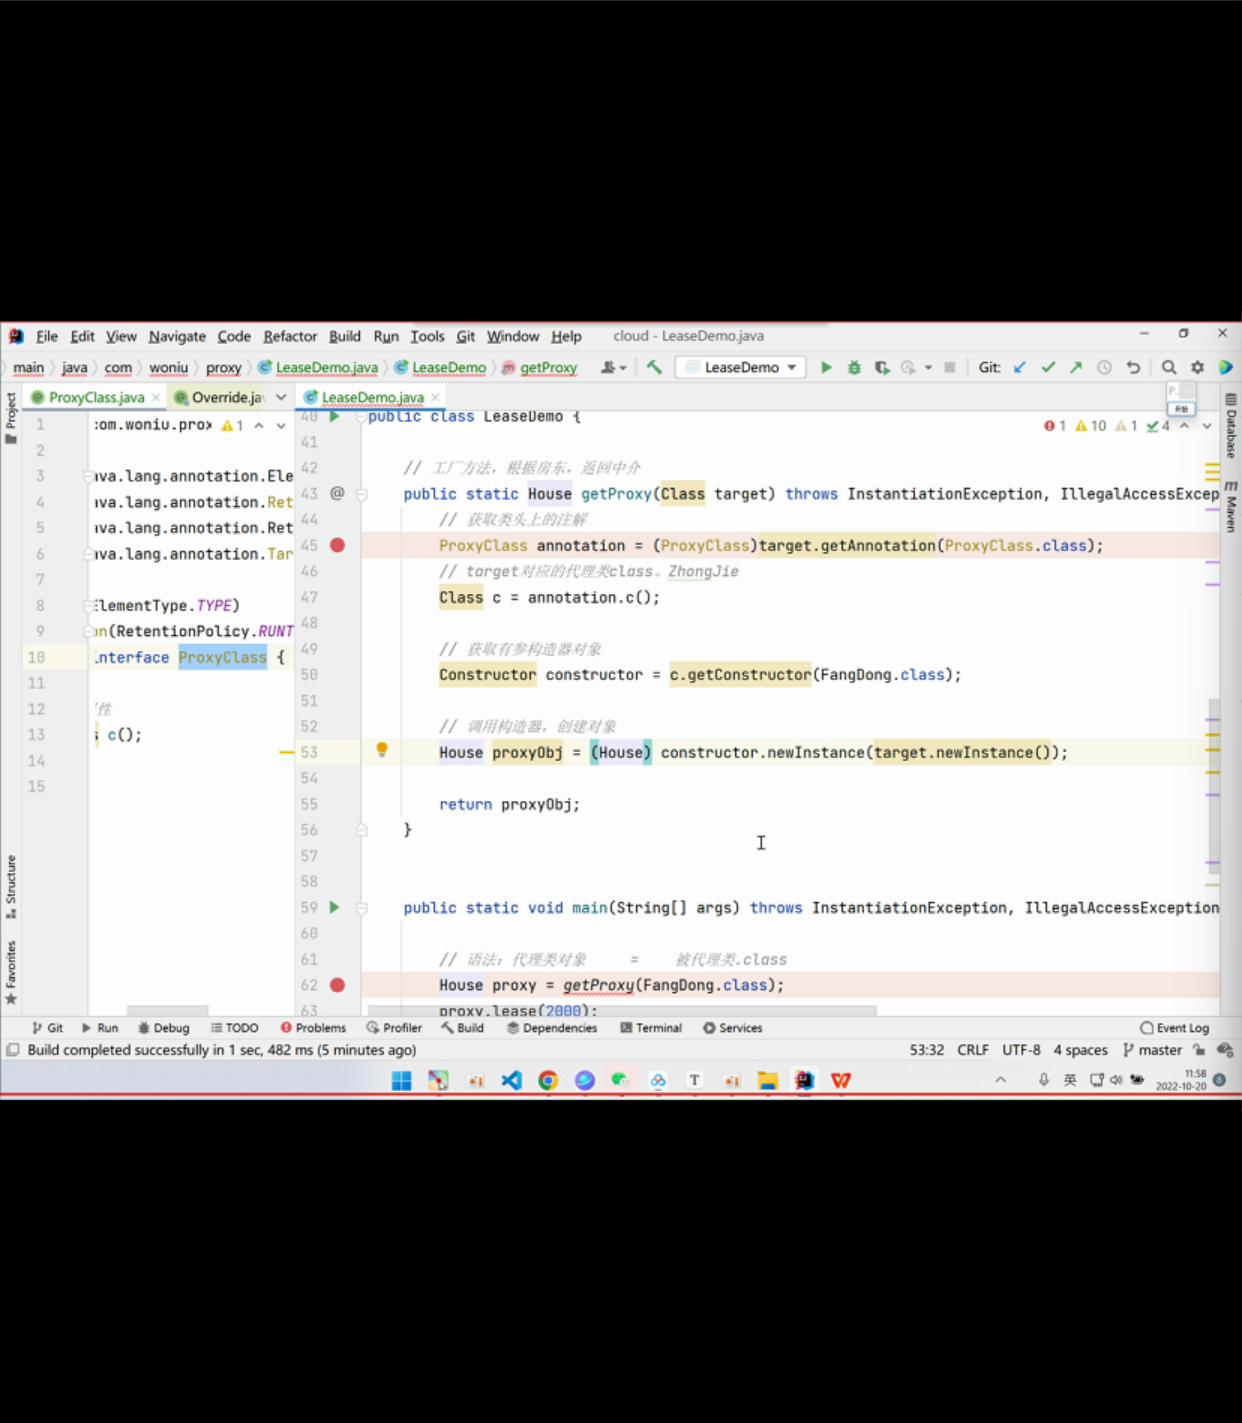 File Edit View Navigate Code Refactor Build Run Tools Git Window Help cloud - LeaseDemo.java
main java com woniu proxy LeaseDemo.java LeaseDemo getProxy LeaseDemo Git:
ProxyClass.java Override.ja LeaseDemo.java
Project
Structure
Favorites
1 :om.woniu.prox 1
2
3 va.lang.annotation.Ele
4 va.lang.annotation.Ret
5 va.lang.annotation.Ret
6 va.lang.annotation.Tar
7
8 ElementType.TYPE)
9 on(RetentionPolicy.RUNT
10 interface ProxyClass {
11
12 性
13 c();
14
15
1 10 1 4
40 public class LeaseDemo {
41
42 // 工厂方法，根据房东，返回中介
43 @ public static House getProxy(Class target) throws InstantiationException, IllegalAccessExcep
44 // 获取类头上的注解
45 ProxyClass annotation = (ProxyClass)target.getAnnotation(ProxyClass.class);
46 // target对应的代理类class。ZhongJie
47 Class c = annotation.c();
48
49 // 获取有参构造器对象
50 Constructor constructor = c.getConstructor(FangDong.class);
51
52 // 调用构造器，创建对象
53 House proxyObj = (House) constructor.newInstance(target.newInstance());
54
55 return proxyObj;
56 }
57
58
59 public static void main(String[] args) throws InstantiationException, IllegalAccessException
60
61 // 语法：代理类对象 = 被代理类.class
62 House proxy = getProxy(FangDong.class);
63 proxy.lease(2000);
开始
Database
Maven
Git Run Debug TODO Problems Profiler Build Dependencies Terminal Services Event Log
Build completed successfully in 1 sec, 482 ms (5 minutes ago) 53:32 CRLF UTF-8 4 spaces master
英 11:58
2022-10-20